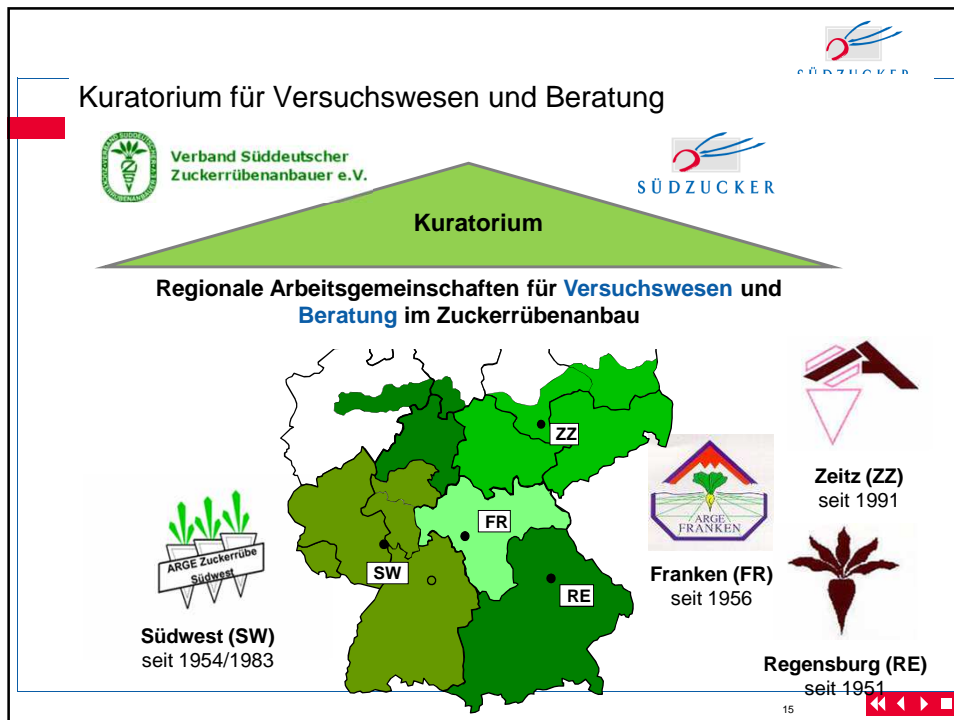 SÜDZUCKER
Kuratorium für Versuchswesen und Beratung
Verband Süddeutscher
Zuckerrübenanbauer e.V.
SÜDZUCKER
Kuratorium
Regionale Arbeitsgemeinschaften für Versuchswesen und
Beratung im Zuckerrübenanbau
ZZ
FR
SW
RE
ARGE Zuckerrübe
Südwest
Südwest (SW)
seit 1954/1983
ARGE
FRANKEN
Franken (FR)
seit 1956
Zeitz (ZZ)
seit 1991
Regensburg (RE)
seit 1951
15